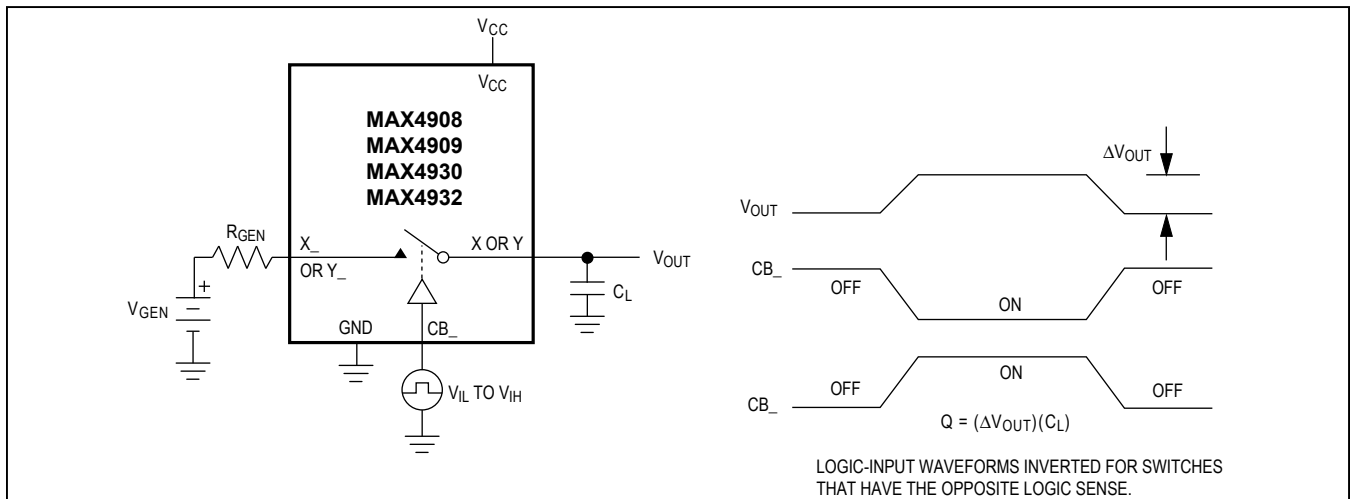 VCC
VCC
MAX4908
MAX4909
MAX4930
MAX4932
RGEN
X_
OR Y_
X OR Y
VOUT
CL
VGEN
+
GND
CB_
VIL TO VIH
ΔVOUT
VOUT
CB_
OFF
ON
OFF
CB_
OFF
ON
OFF
Q = (ΔVOUT)(CL)
LOGIC-INPUT WAVEFORMS INVERTED FOR SWITCHES
THAT HAVE THE OPPOSITE LOGIC SENSE.